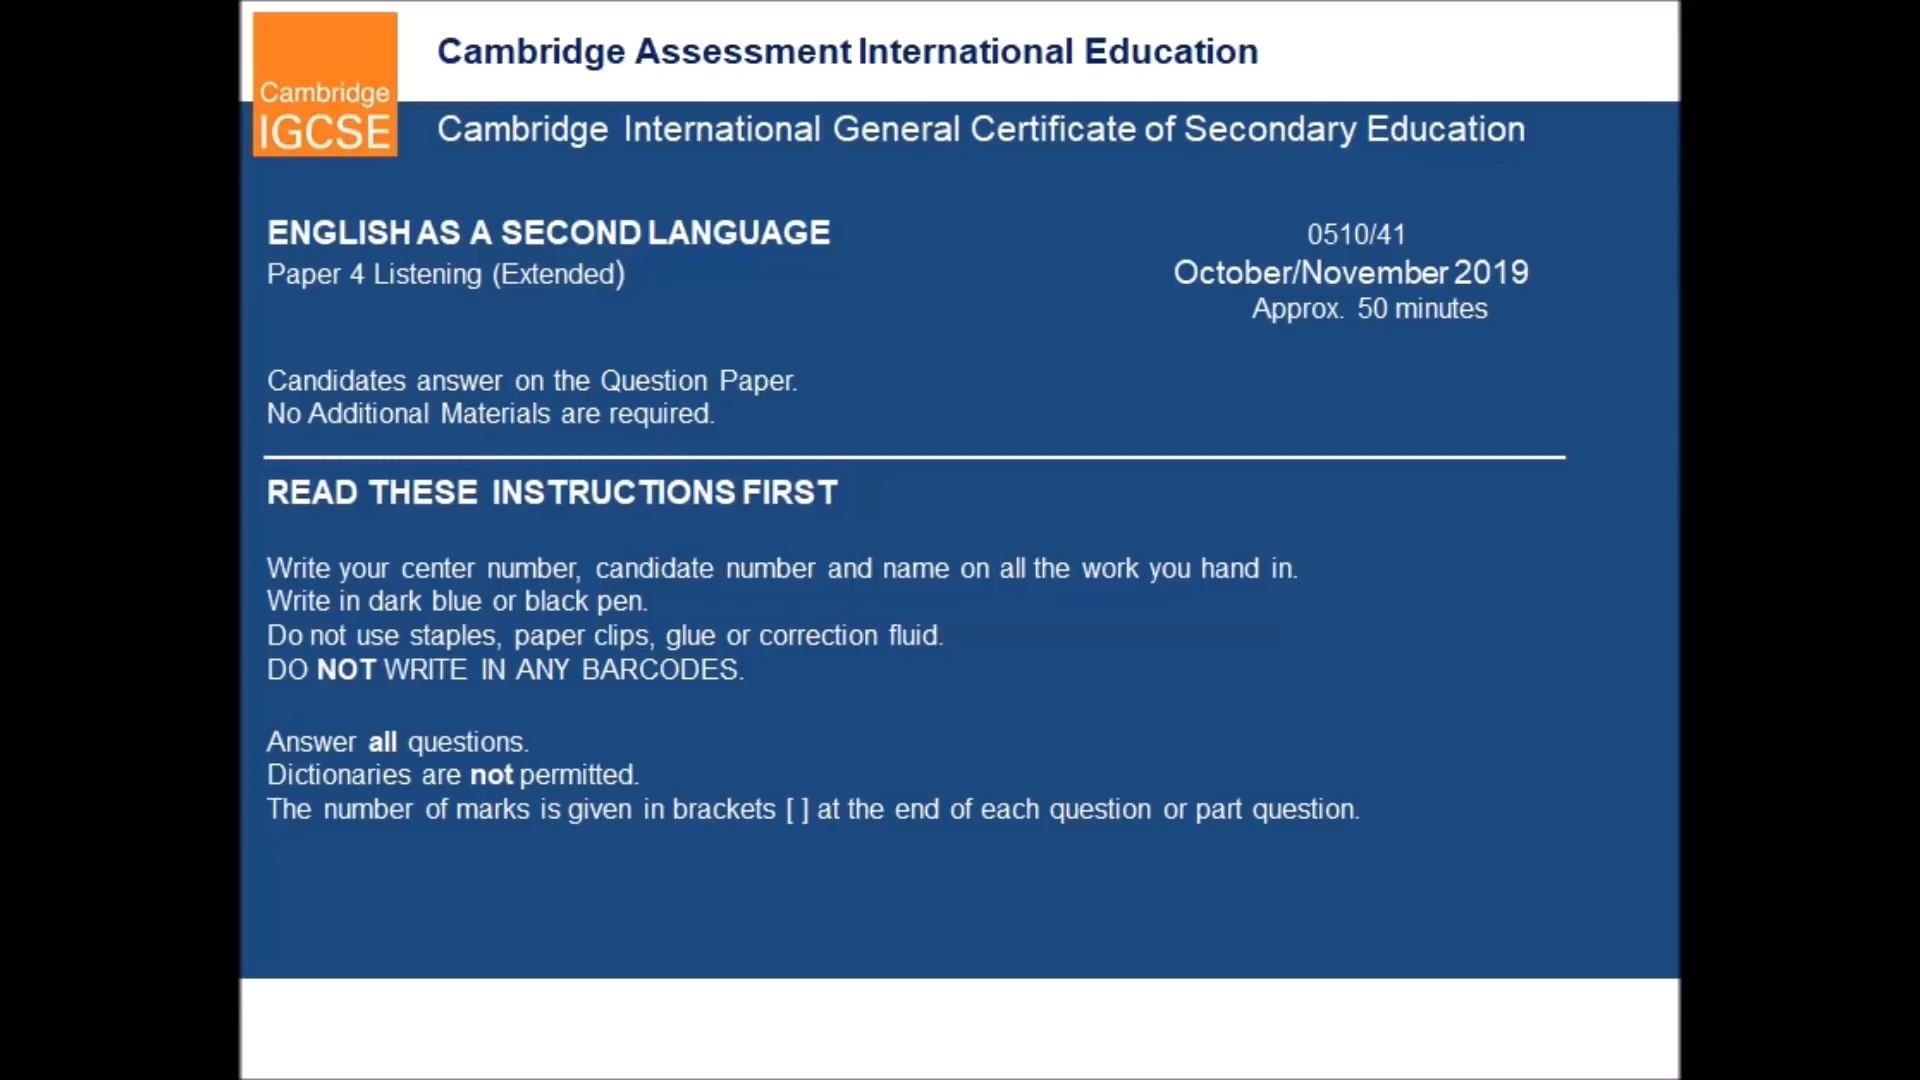 Cambridge Assessment International Education
Cambridge
IGCSE
Cambridge International General Certificate of Secondary Education
ENGLISH AS A SECOND LANGUAGE
0510/41
Paper 4 Listening (Extended)
October/November 2019
Approx. 50 minutes
Candidates answer on the Question Paper.
No Additional Materials are required.
READ THESE INSTRUCTIONS FIRST
Write your center number, candidate number and name on all the work you hand in.
Write in dark blue or black pen.
Do not use staples, paper clips, glue or correction fluid.
DO NOT WRITE IN ANY BARCODES.
Answer all questions.
Dictionaries are not permitted.
The number of marks is given in brackets [ ] at the end of each question or part question.